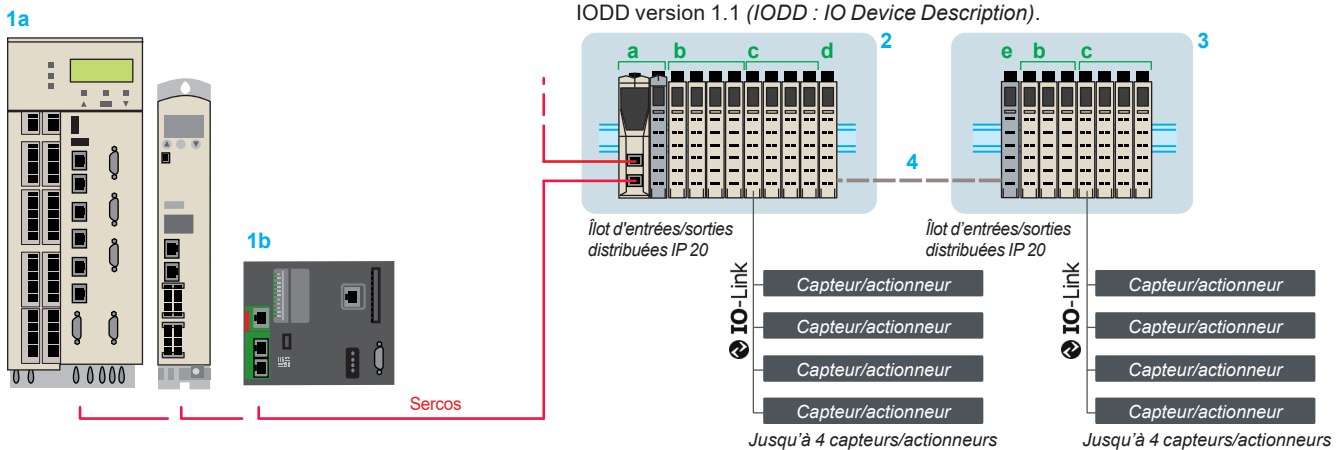 IODD version 1.1 (IODD : IO Device Description).
1a
2
3
a b c d
e b c
4
Îlot d'entrées/sorties
distribuées IP 20
Îlot d’entrées/sorties
distribuées IP 20
1b
Sercos
IO-Link
Capteur/actionneur
Capteur/actionneur
Capteur/actionneur
Capteur/actionneur
Jusqu'à 4 capteurs/actionneurs
IO-Link
Capteur/actionneur
Capteur/actionneur
Capteur/actionneur
Capteur/actionneur
Jusqu'à 4 capteurs/actionneurs